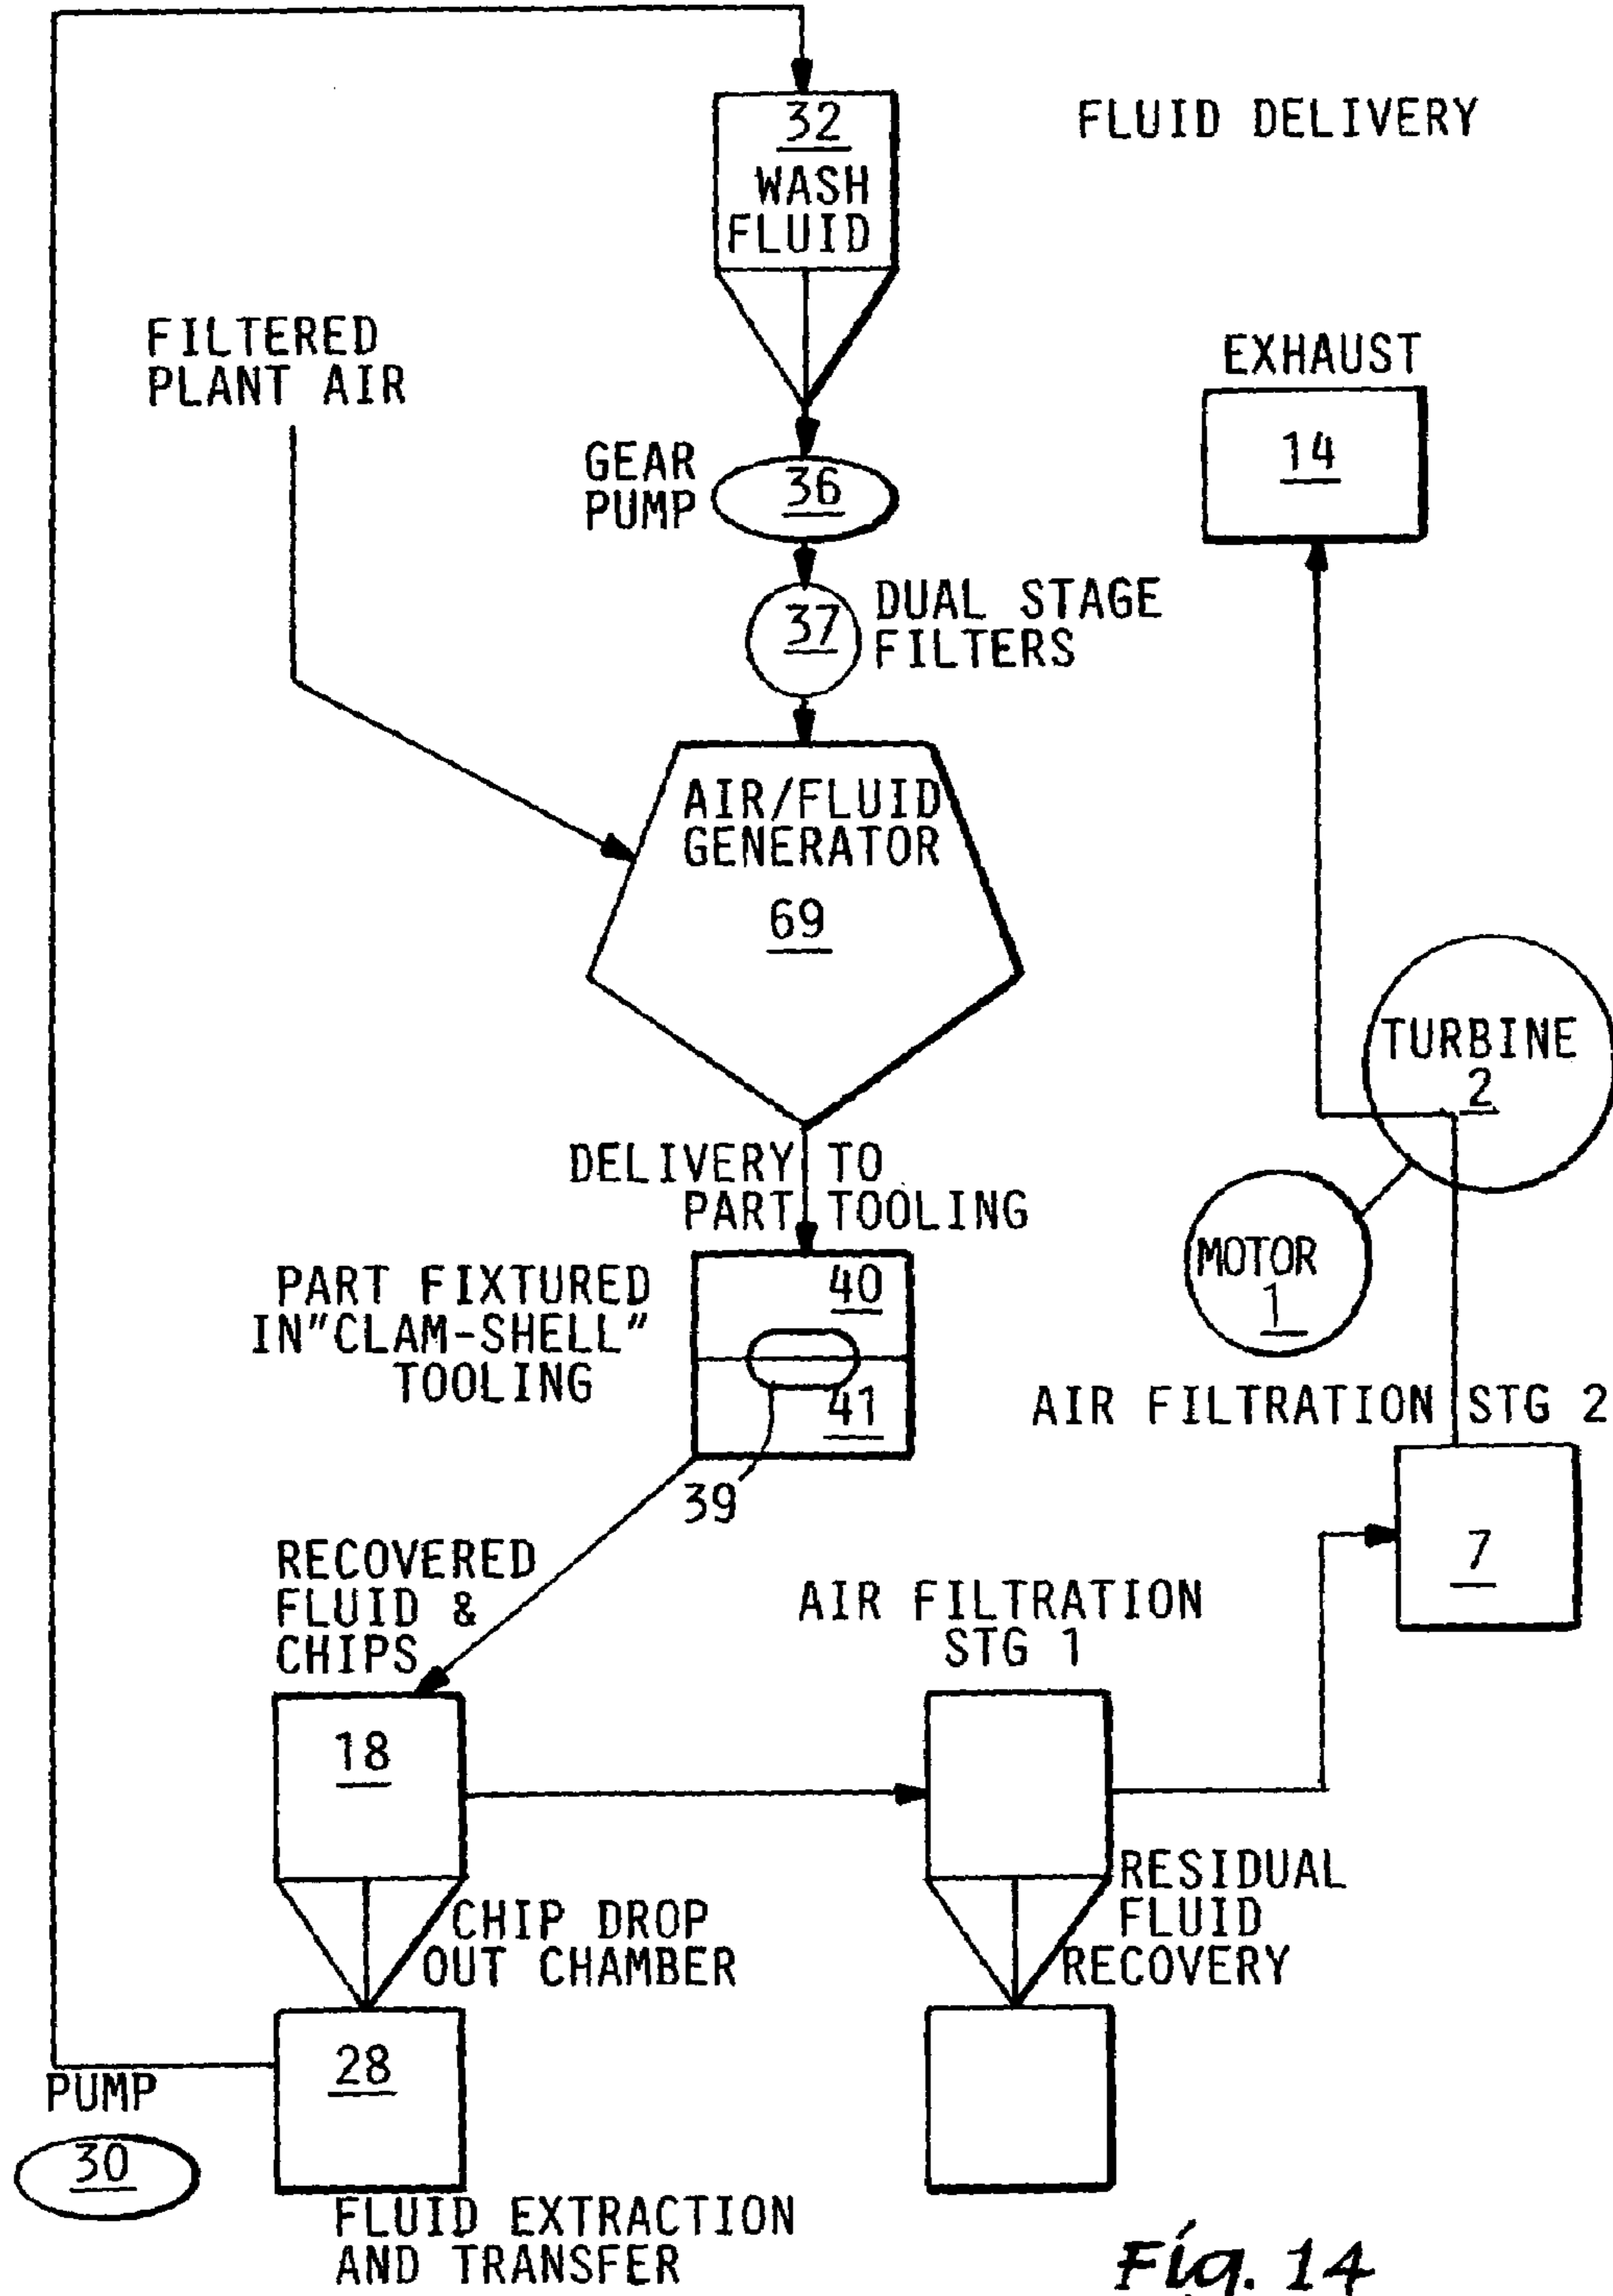 FLUID DELIVERY
32
WASH
FLUID
FILTERED
PLANT AIR
EXHAUST
14
GEAR
PUMP
36
37
DUAL STAGE
FILTERS
AIR/FLUID
GENERATOR
69
TURBINE
2
MOTOR
1
DELIVERY TO
PART TOOLING
PART FIXTURED
IN"CLAM-SHELL"
TOOLING
40
41
39
AIR FILTRATION STG 2
7
RECOVERED
FLUID &
CHIPS
AIR FILTRATION
STG 1
18
CHIP DROP
OUT CHAMBER
RESIDUAL
FLUID
RECOVERY
28
PUMP
30
FLUID EXTRACTION
AND TRANSFER
Fig. 14